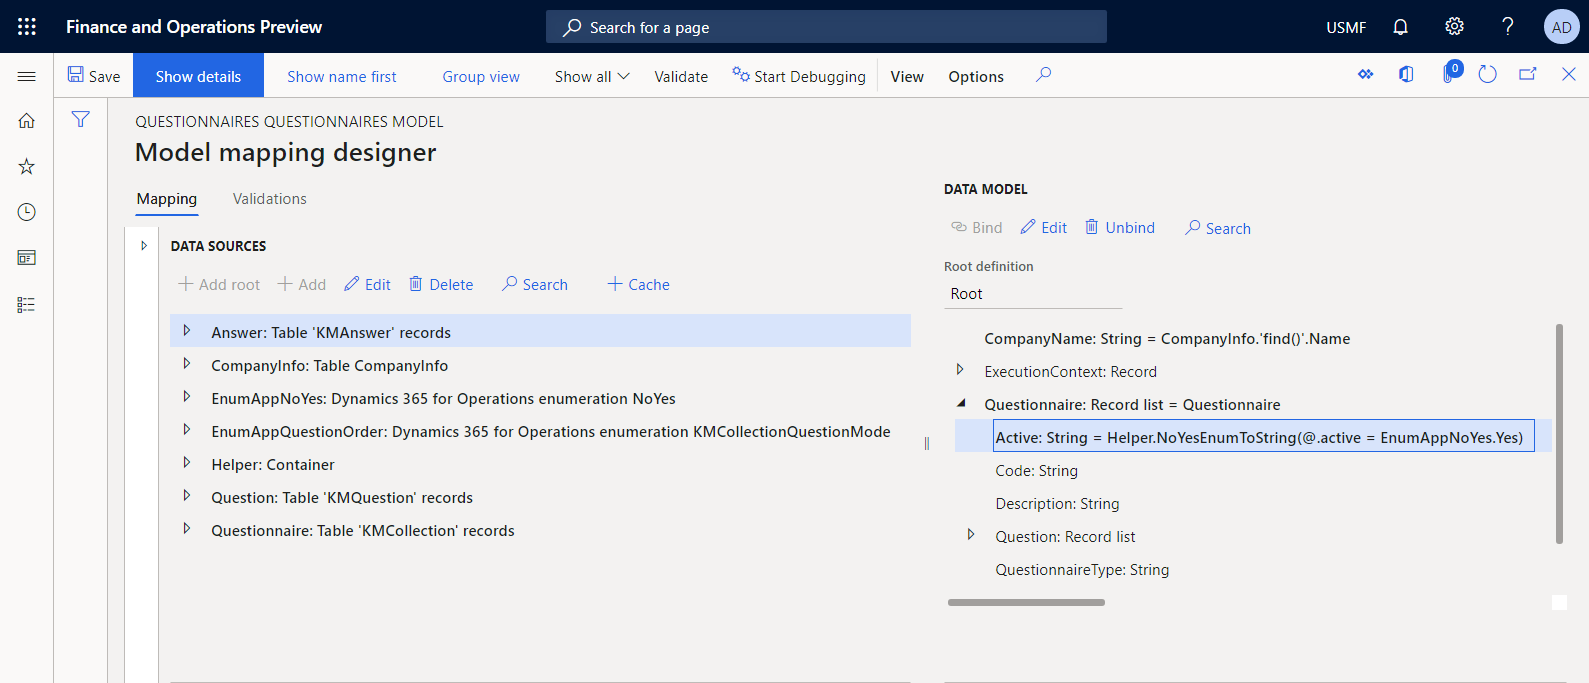 Finance and Operations Preview
Search for a page
USMF
?
AD
Save
Show details
Show name first
Group view
Show all
Validate
Start Debugging
View
Options
0
QUESTIONNAIRES QUESTIONNAIRES MODEL
Model mapping designer
Mapping
Validations
DATA SOURCES
Add root
Add
Edit
Delete
Search
Cache
Answer: Table 'KMAnswer' records
CompanyInfo: Table CompanyInfo
EnumAppNoYes: Dynamics 365 for Operations enumeration NoYes
EnumAppQuestionOrder: Dynamics 365 for Operations enumeration KMCollectionQuestionMode
Helper: Container
Question: Table 'KMQuestion' records
Questionnaire: Table 'KMCollection' records
DATA MODEL
Bind
Edit
Unbind
Search
Root definition
Root
CompanyName: String = CompanyInfo.'find()'.Name
ExecutionContext: Record
Questionnaire: Record list = Questionnaire
Active: String = Helper.NoYesEnumToString(@.active = EnumAppNoYes.Yes)
Code: String
Description: String
Question: Record list
QuestionnaireType: String